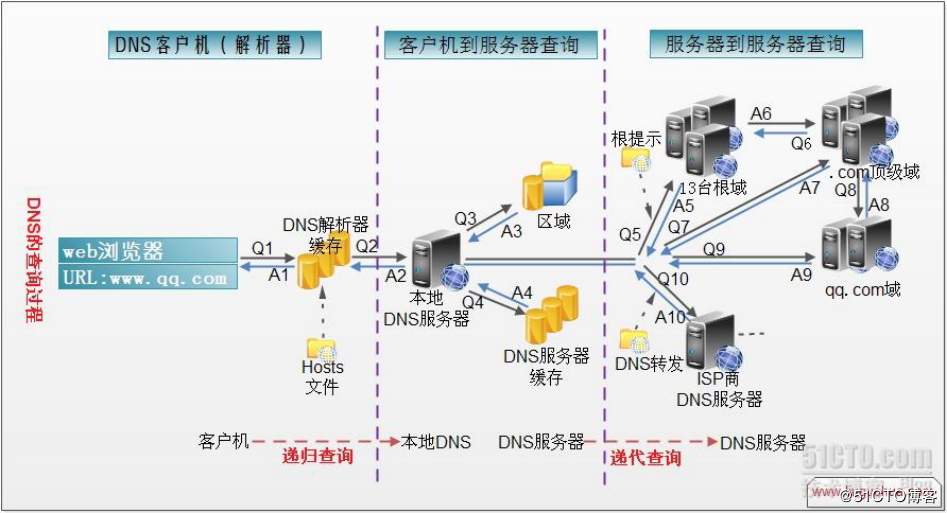 DNS客户机（解析器）
客户机到服务器查询
服务器到服务器查询
DNS的查询过程
web浏览器
URL:www.qq.com
Q1
A1
DNS解析器
缓存
Hosts
文件
Q2
A2
本地
DNS服务器
Q3
A3
区域
Q4
A4
DNS服务器
缓存
根提示
13台根域
Q5
A5
A6
Q6
.com顶级域
Q7
A7
Q8
A8
Q9
A9
qq.com域
Q10
A10
DNS转发
ISP商
DNS服务器
客户机
递归查询
本地DNS
DNS服务器
递代查询
DNS服务器
51CTO.com
Blog
@51CTO博客